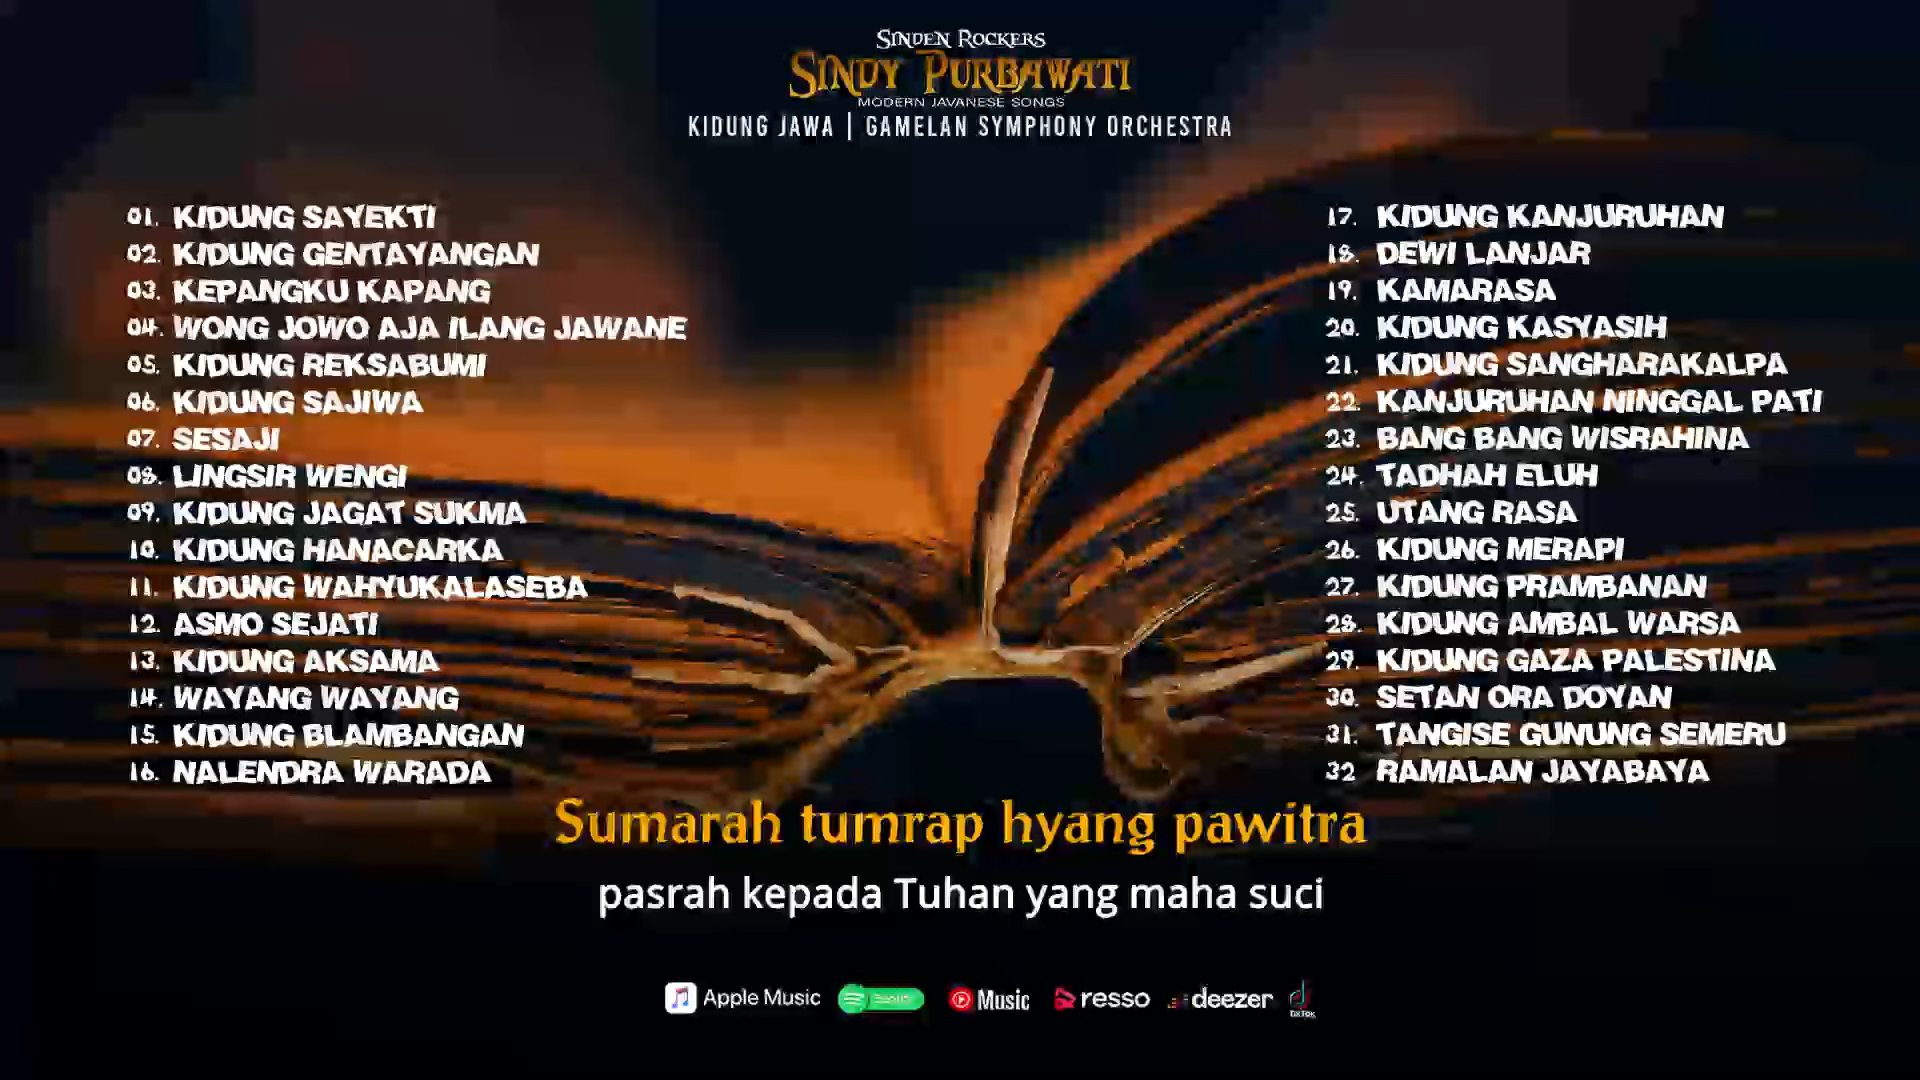 SINDEN ROCKERS
SINDY PURBAWATI
MODERN JAVANESE SONGS
KIDUNG JAWA | GAMELAN SYMPHONY ORCHESTRA
01. KIDUNG SAYEKTI
02. KIDUNG GENTAYANGAN
03. KEPANGKU KAPANG
04. WONG JOWO AJA ILANG JAWANE
05. KIDUNG REKSABUMI
06. KIDUNG SAJIWA
07. SESAJI
08. LINGSIR WENGI
09. KIDUNG JAGAT SUKMA
10. KIDUNG HANACARKA
11. KIDUNG WAHYUKALASEBA
12. ASMO SEJATI
13. KIDUNG AKSAMA
14. WAYANG WAYANG
15. KIDUNG BLAMBANGAN
16. NALENDRA WARADA
17. KIDUNG KANJURUHAN
18. DEWI LANJAR
19. KAMARASA
20. KIDUNG KASYASIH
21. KIDUNG SANGHARAKALPA
22. KANJURUHAN NINGGAL PATI
23. BANG BANG WISRAHINA
24. TADHAH ELUH
25. UTANG RASA
26. KIDUNG MERAPI
27. KIDUNG PRAMBANAN
28. KIDUNG AMBAL WARSA
29. KIDUNG GAZA PALESTINA
30. SETAN ORA DOYAN
31. TANGISE GUNUNG SEMERU
32 RAMALAN JAYABAYA
Sumarah tumrap hyang pawitra
pasrah kepada Tuhan yang maha suci
Apple Music Spotify Music resso deezer TikTok